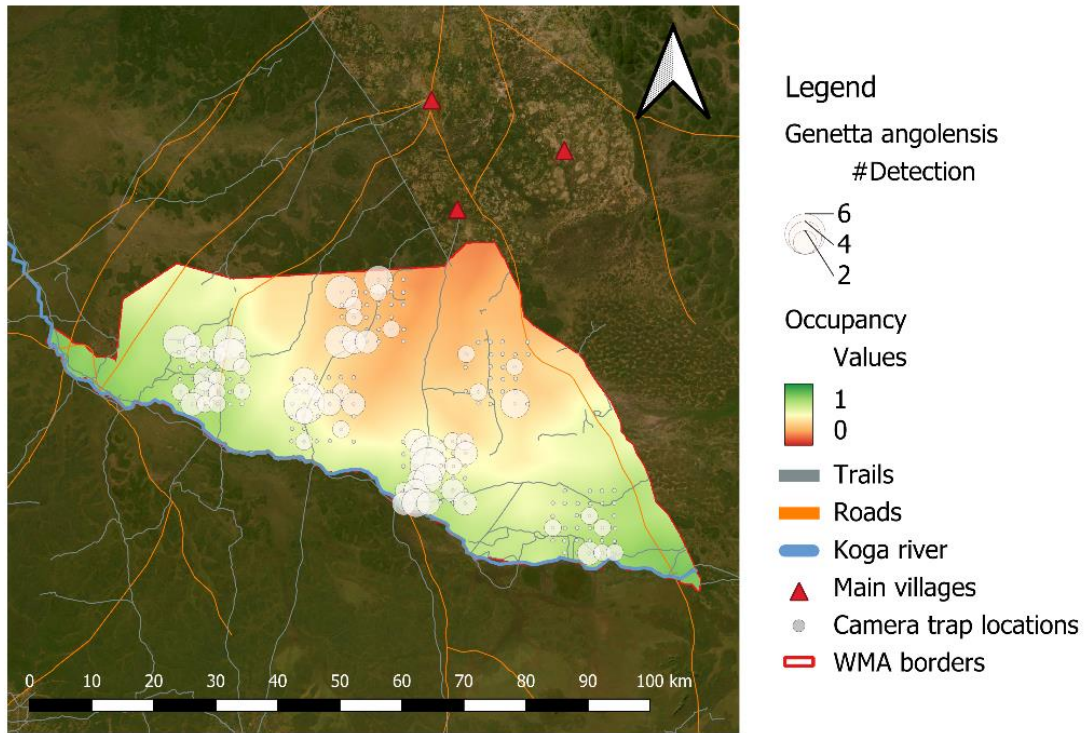 Legend
Genetta angolensis
#Detection
6
4
2
Occupancy
Values
1
0
Trails
Roads
Koga river
Main villages
Camera trap locations
WMA borders
0 10 20 30 40 50 60 70 80 90 100 km